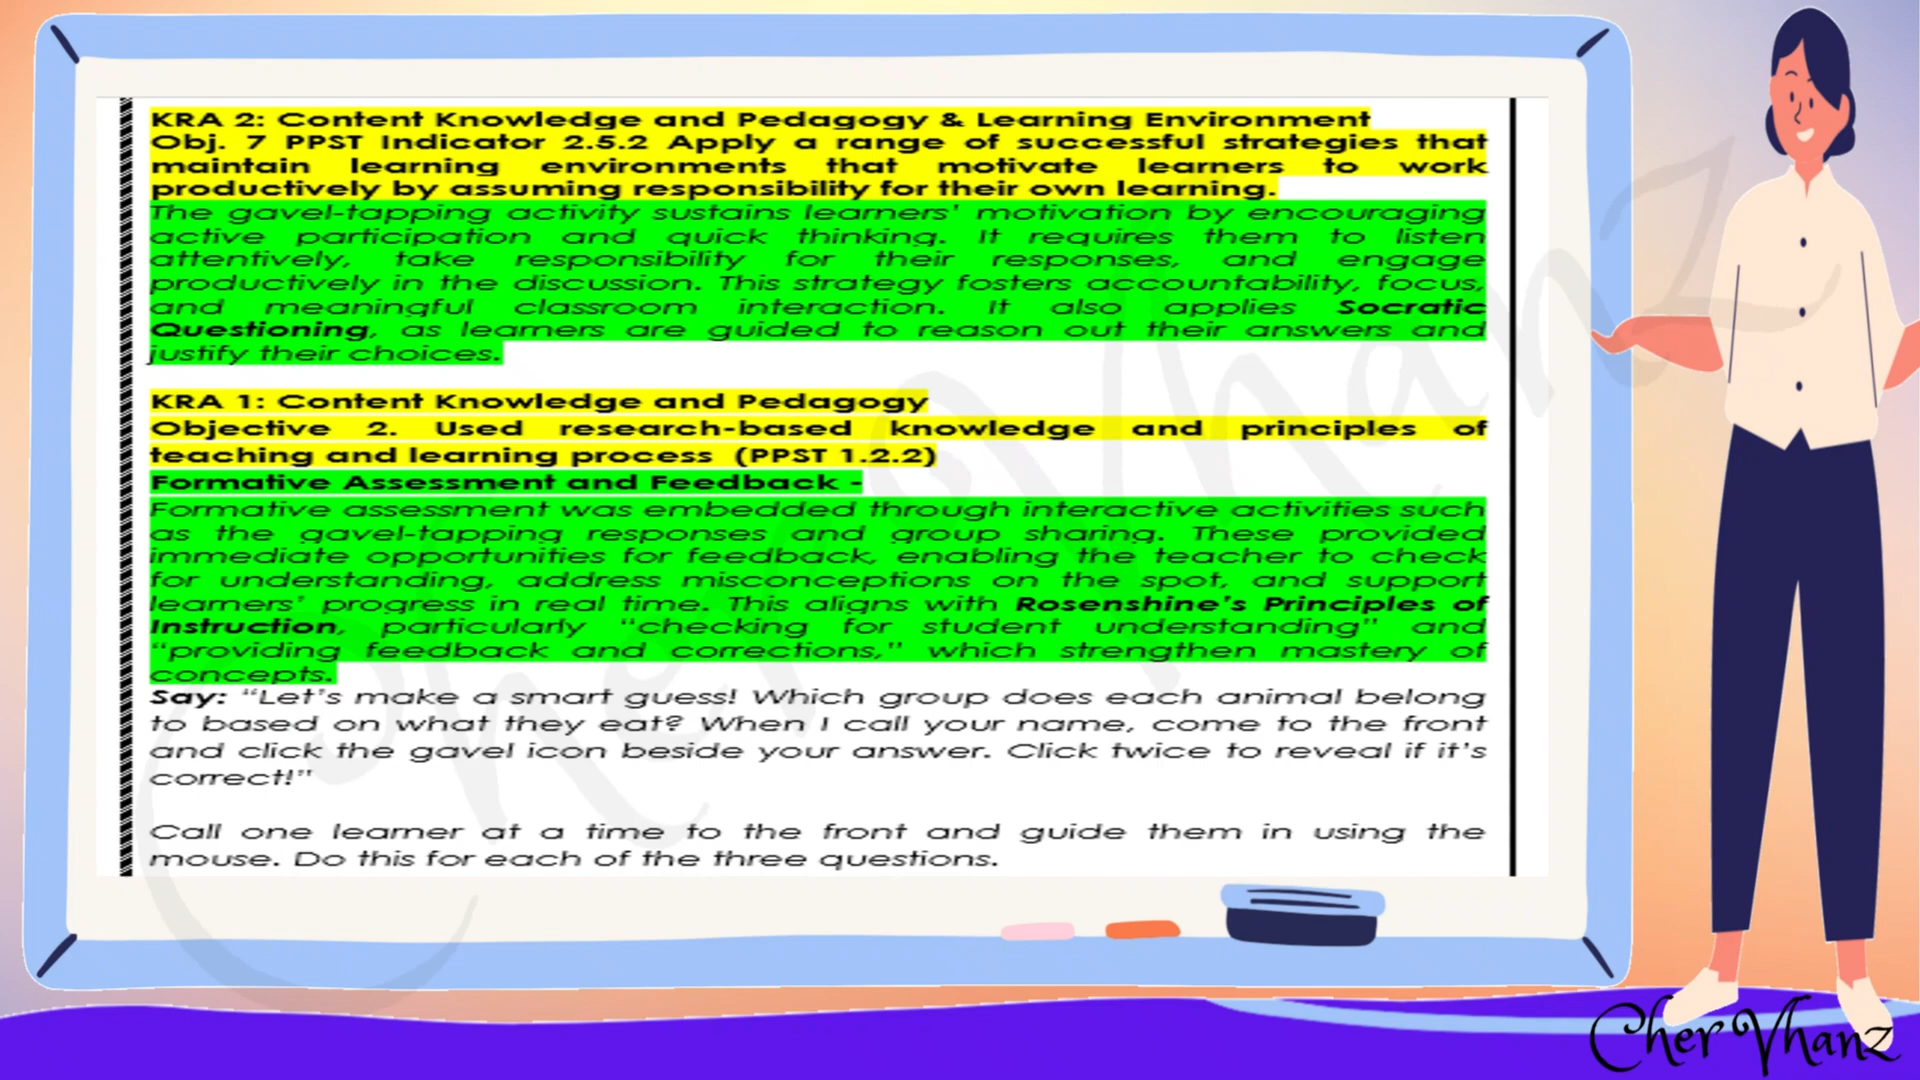 KRA 2: Content Knowledge and Pedagogy & Learning Environment
Obj. 7 PPST Indicator 2.5.2 Apply a range of successful strategies that
maintain learning environments that motivate learners to work
productively by assuming responsibility for their own learning.
The gavel-tapping activity sustains learners' motivation by encouraging
active participation and quick thinking. It requires them to listen
attentively, take responsibility for their responses, and engage
productively in the discussion. This strategy fosters accountability, focus,
and meaningful classroom interaction. It also applies Socratic
Questioning, as learners are guided to reason out their answers and
justify their choices.
KRA 1: Content Knowledge and Pedagogy
Objective 2. Used research-based knowledge and principles of
teaching and learning process (PPST 1.2.2)
Formative Assessment and Feedback -
Formative assessment was embedded through interactive activities such
as the gavel-tapping responses and group sharing. These provided
immediate opportunities for feedback, enabling the teacher to check
for understanding, address misconceptions on the spot, and support
learners' progress in real time. This aligns with Rosenshine's Principles of
Instruction, particularly "checking for student understanding" and
"providing feedback and corrections," which strengthen mastery of
concepts.
Say: "Let's make a smart guess! Which group does each animal belong
to based on what they eat? When I call your name, come to the front
and click the gavel icon beside your answer. Click twice to reveal if it's
correct!"
Call one learner at a time to the front and guide them in using the
mouse. Do this for each of the three questions.
Cher Vhanz
Cher Vhanz